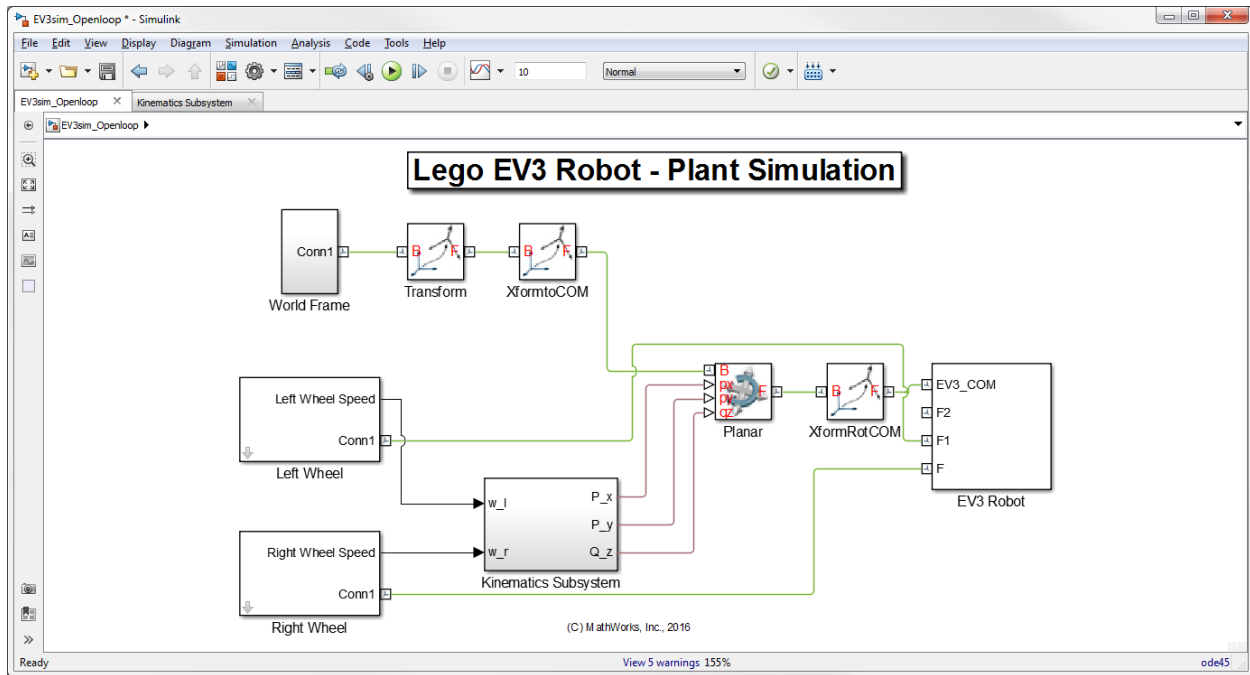 EV3sim_Openloop * - Simulink
File Edit View Display Diagram Simulation Analysis Code Tools Help
10 Normal
EV3sim_Openloop Kinematics Subsystem
EV3sim_Openloop
Lego EV3 Robot - Plant Simulation
Conn1
World Frame
B F
Transform
B F
XformtoCOM
Left Wheel Speed
Conn1
Left Wheel
Right Wheel Speed
Conn1
Right Wheel
w_l P_x
P_y
w_r Q_z
Kinematics Subsystem
B
px F
py
qz
Planar
B F
XformRotCOM
EV3_COM
F2
F1
F
EV3 Robot
(C) MathWorks, Inc., 2016
Ready View 5 warnings 155% ode45